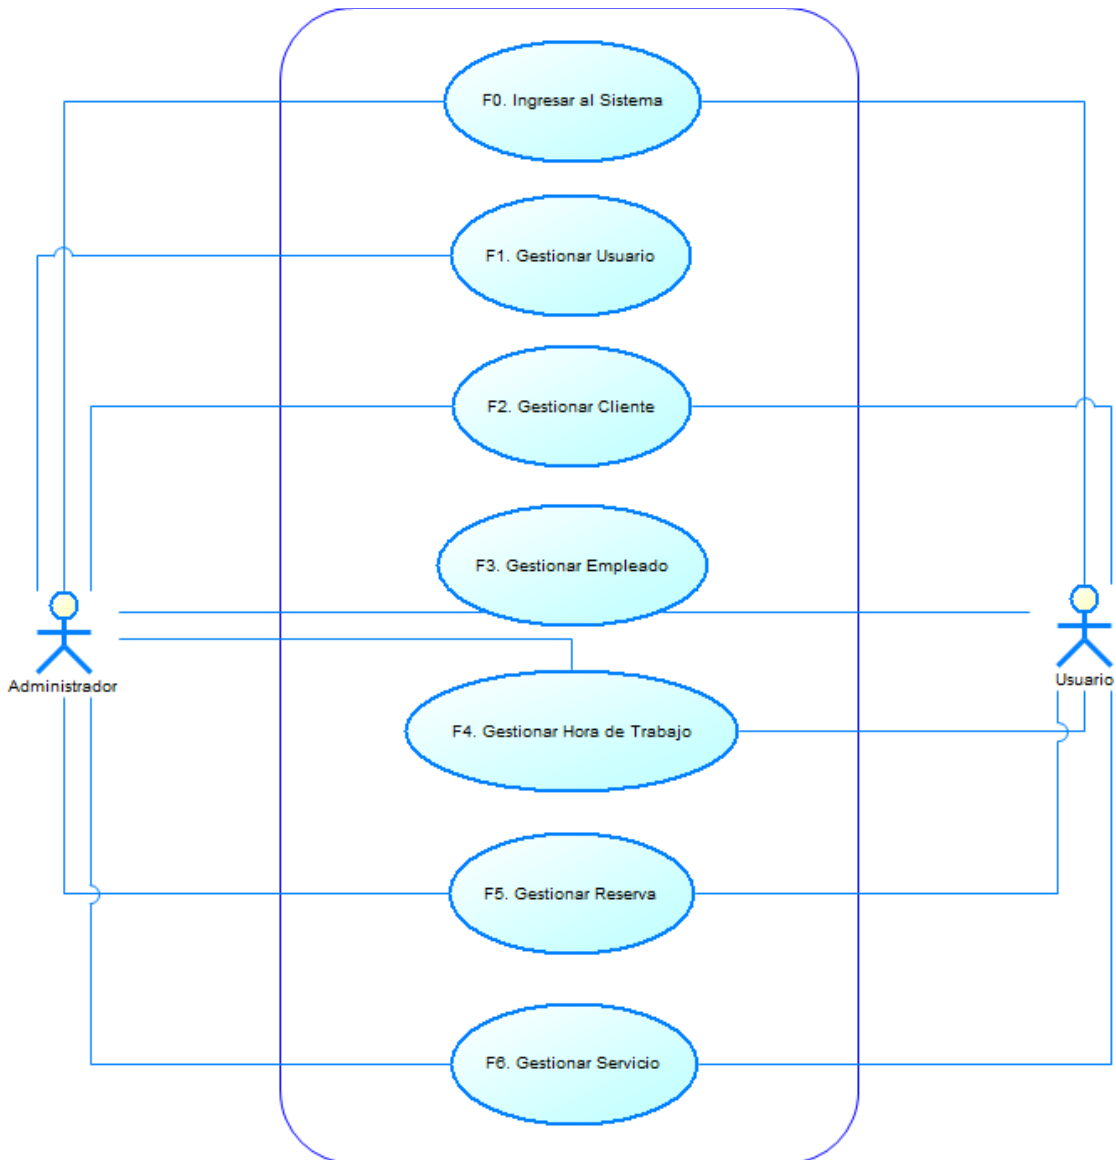 F0. Ingresar al Sistema
F1. Gestionar Usuario
F2. Gestionar Cliente
F3. Gestionar Empleado
Administrador
Usuario
F4. Gestionar Hora de Trabajo
F5. Gestionar Reserva
F6. Gestionar Servicio